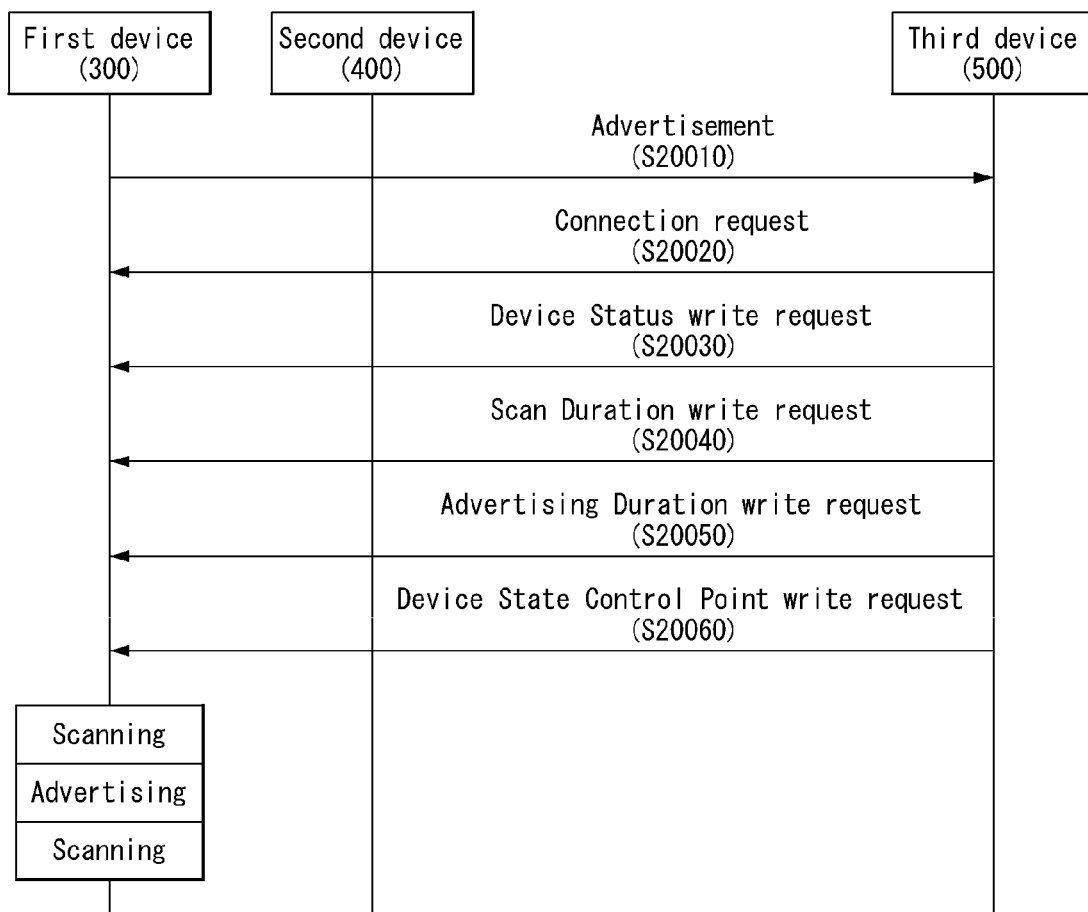 First device
(300)
Second device
(400)
Third device
(500)
Advertisement
(S20010)
Connection request
(S20020)
Device Status write request
(S20030)
Scan Duration write request
(S20040)
Advertising Duration write request
(S20050)
Device State Control Point write request
(S20060)
Scanning
Advertising
Scanning